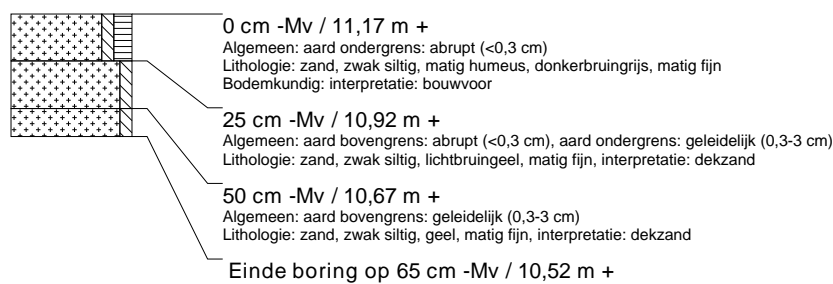 0 cm -Mv / 11,17 m +
Algemeen: aard ondergrens: abrupt (<0,3 cm)
Lithologie: zand, zwak siltig, matig humeus, donkerbruingrijs, matig fijn
Bodemkundig: interpretatie: bouwvoor
25 cm -Mv / 10,92 m +
Algemeen: aard bovengrens: abrupt (<0,3 cm), aard ondergrens: geleidelijk (0,3-3 cm)
Lithologie: zand, zwak siltig, lichtbruingeel, matig fijn, interpretatie: dekzand
50 cm -Mv / 10,67 m +
Algemeen: aard bovengrens: geleidelijk (0,3-3 cm)
Lithologie: zand, zwak siltig, geel, matig fijn, interpretatie: dekzand
Einde boring op 65 cm -Mv / 10,52 m +